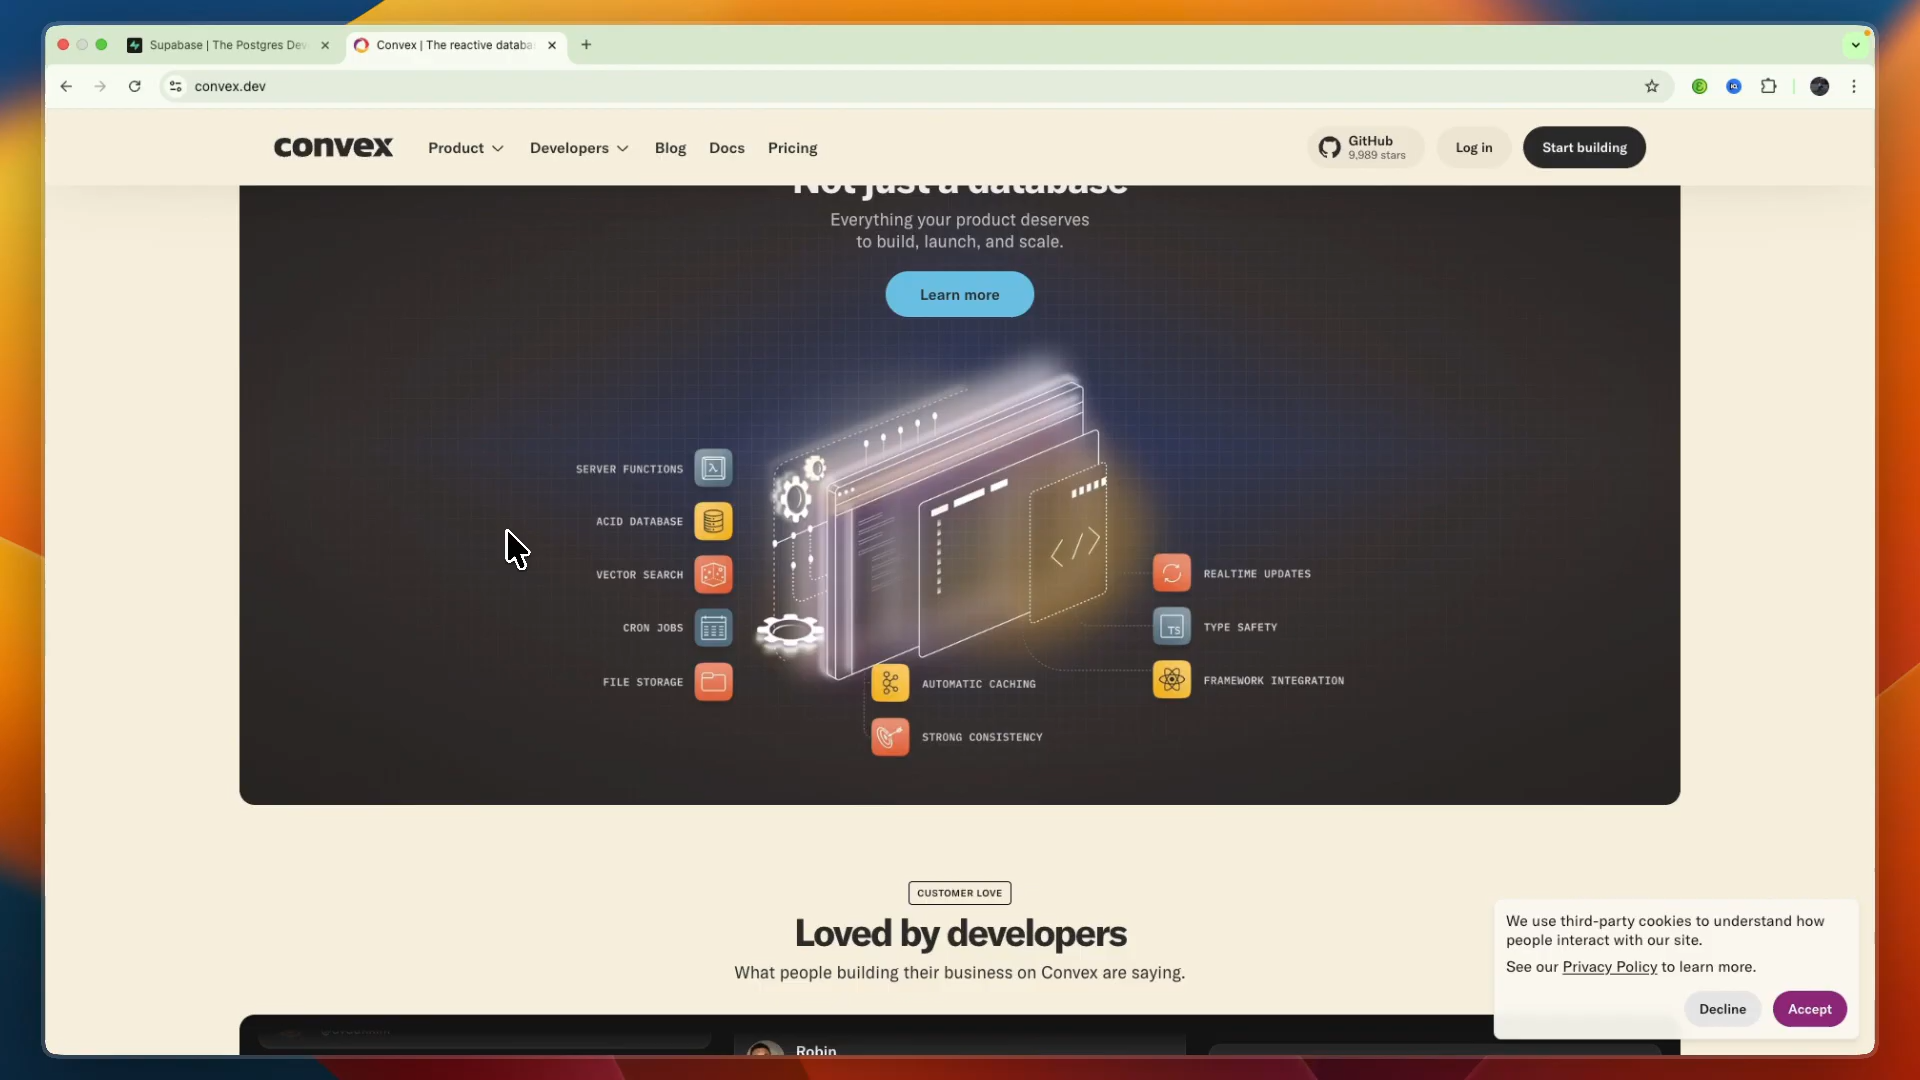 Supabase | The Postgres Dev
Convex | The reactive databa
convex.dev
convex
Product
Developers
Blog
Docs
Pricing
GitHub
9,989 stars
Log in
Start building
Not just a database
Everything your product deserves
to build, launch, and scale.
Learn more
SERVER FUNCTIONS
ACID DATABASE
VECTOR SEARCH
CRON JOBS
FILE STORAGE
TS
REALTIME UPDATES
TYPE SAFETY
FRAMEWORK INTEGRATION
AUTOMATIC CACHING
STRONG CONSISTENCY
CUSTOMER LOVE
Loved by developers
What people building their business on Convex are saying.
Robin
We use third-party cookies to understand how
people interact with our site.
See our Privacy Policy to learn more.
Decline
Accept